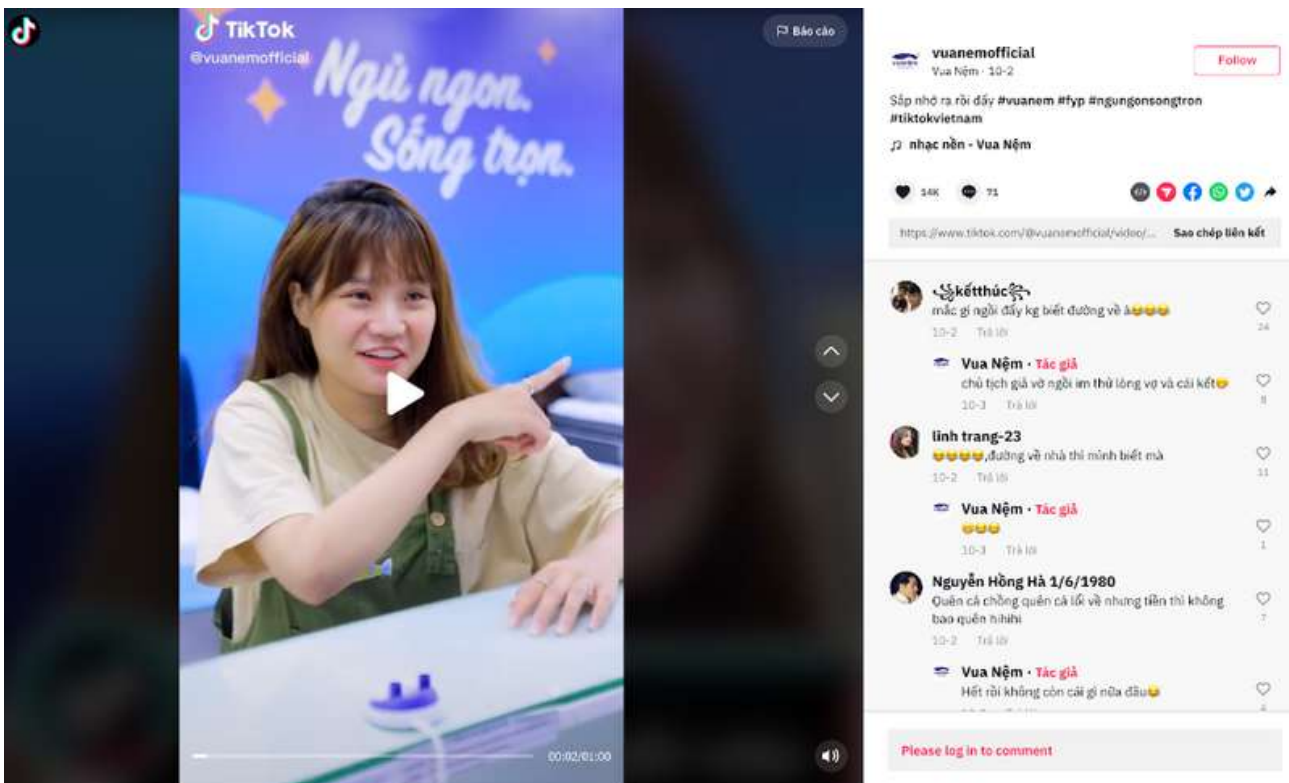 TikTok
@vuanemofficial
Báo cáo
Ngủ ngon.
Sống trọn.
00:02/01:00
vuanemofficial
Vua Nệm · 10-2
Follow
Sắp nhớ ra rồi đấy #vuanem #fyp #ngungonsongtron
#tiktokvietnam
nhạc nền - Vua Nệm
14K
71
https://www.tiktok.com/@vuanemofficial/video/...
Sao chép liên kết
kếtthúc
mắc gì ngồi đấy kg biết đường về à😂😂😂
24
10-2 Trả lời
Vua Nệm · Tác giả
chủ tịch giả vờ ngồi im thử lòng vợ và cái kết
8
10-3 Trả lời
linh trang-23
😂😂😂😂,đường về nhà thì mình biết mà
11
10-2 Trả lời
Vua Nệm · Tác giả
1
10-3 Trả lời
Nguyễn Hồng Hà 1/6/1980
Quên cả chồng quên cả lối về nhưng tiền thì không
bao quên hihihi
7
10-2 Trả lời
Vua Nệm · Tác giả
Hết rồi không còn cái gì nữa đâu😂
Please log in to comment